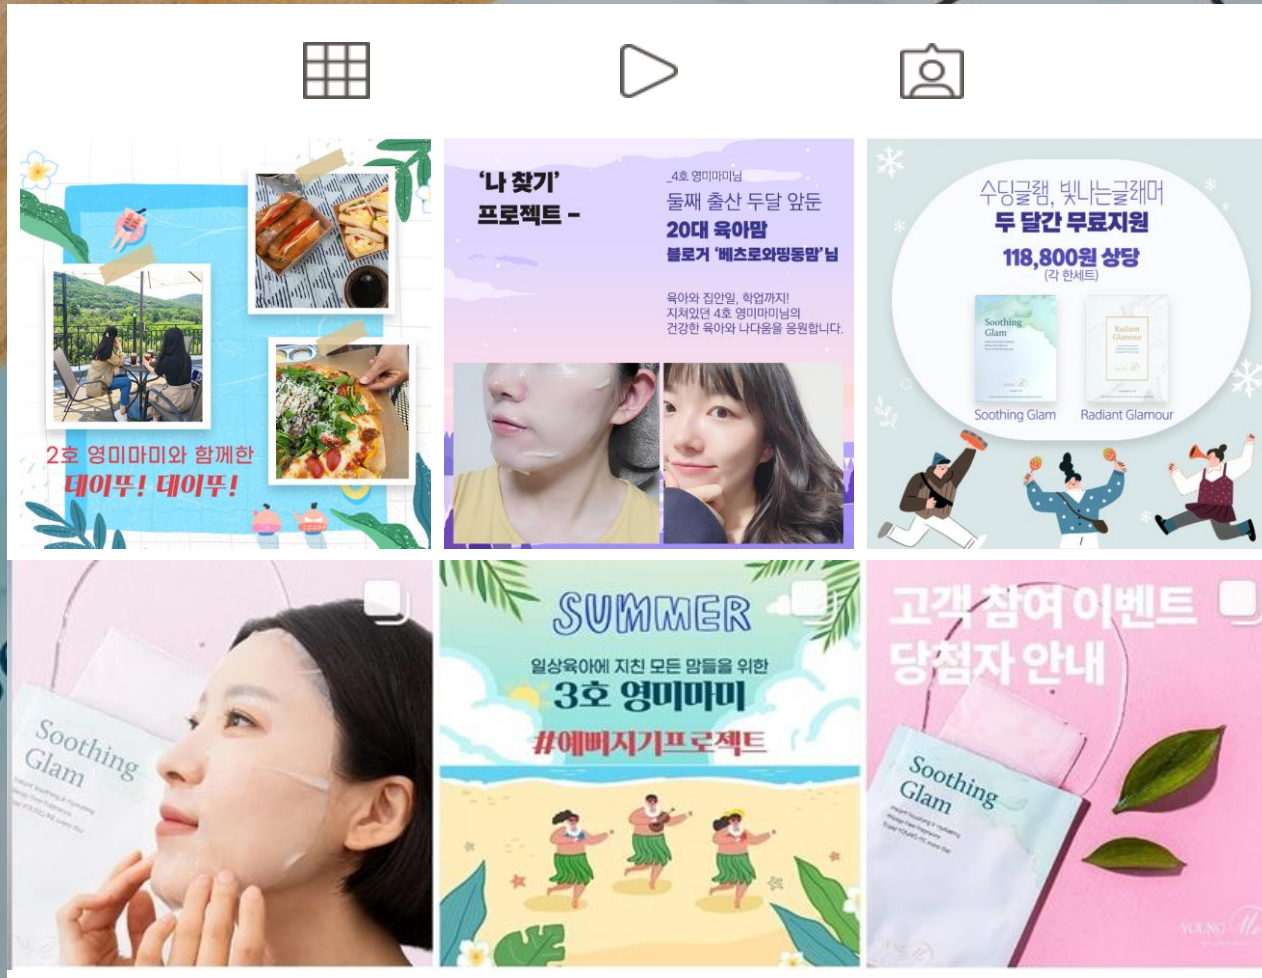 2호 영미마미와 함께한
데이뚜! 데이뚜!
'나 찾기'
프로젝트 –
_4호 영미마미님
둘째 출산 두달 앞둔
20대 육아맘
블로거 '베츠로와띵동맘'님
육아와 집안일, 학업까지!
지쳐있던 4호 영미마미님의
건강한 육아와 나다움을 응원합니다.
수딩글램, 빛나는글래머
두 달간 무료지원
118,800원 상당
(각 한세트)
Soothing
Glam
Radiant
Glamour
Soothing Glam
Radiant Glamour
Soothing
Glam
SUMMER
일상육아에 지친 모든 맘들을 위한
3호 영미마미
#예뻐지기프로젝트
고객 참여 이벤트
당첨자 안내
Soothing
Glam
YOUNG Me